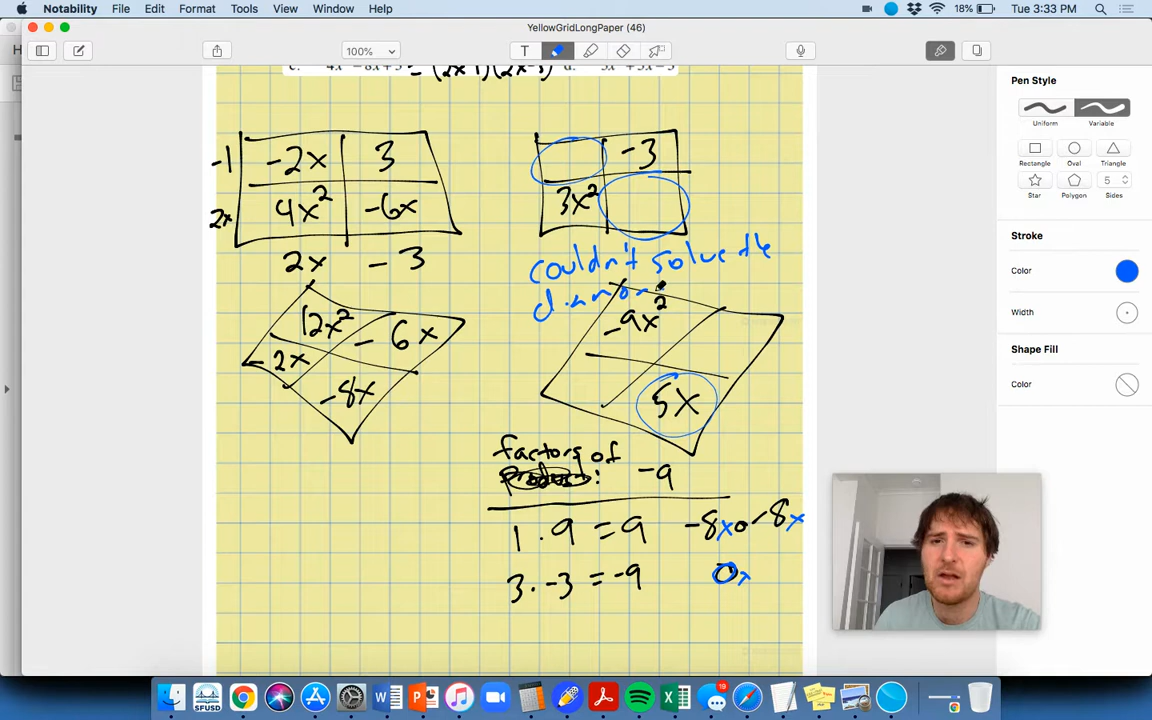 Notability File Edit Format Tools View Window Help
18% Tue 3:33 PM
YellowGridLongPaper (46)
100%
T
Pen Style
Uniform Variable
Rectangle Oval Triangle
5
Star Polygon Sides
Stroke
Color
Width
Shape Fill
Color
-1 -2x 3
2x 4x² -6x
2x - 3
-3
3x²
couldn't solve the
12x² -6x
-2x
-8x
-9x²
5x
factors of
: -9
1 · 9 = 9 -8x or 8x
3 · -3 = -9 0x
SFUSD
19